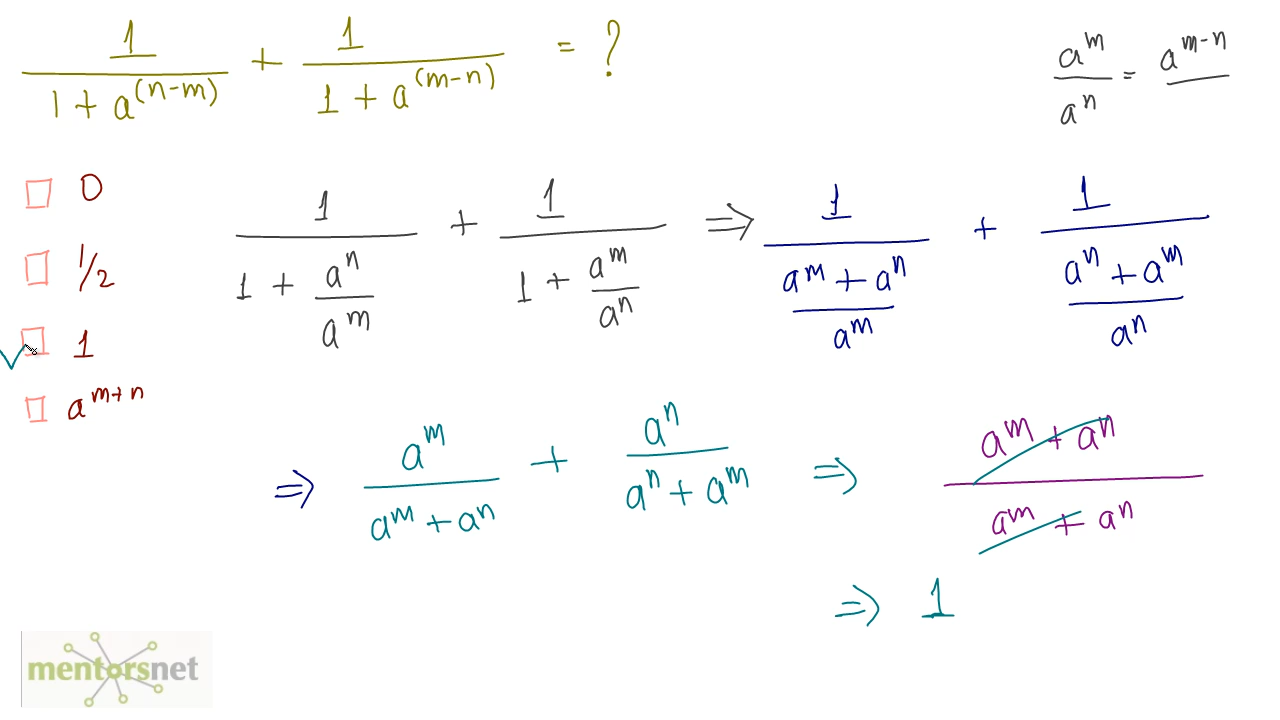 1/(1 + a^(n-m)) + 1/(1 + a^(m-n)) = ?
a^m/a^n = a^(m-n)
□ 0
□ 1/2
□ 1
□ a^(m+n)
1/(1 + a^n/a^m) + 1/(1 + a^m/a^n) ⇒ 1/((a^m + a^n)/a^m) + 1/((a^n + a^m)/a^n)
⇒ a^m/(a^m + a^n) + a^n/(a^n + a^m) ⇒ (a^m + a^n)/(a^m + a^n)
⇒ 1
mentorsnet